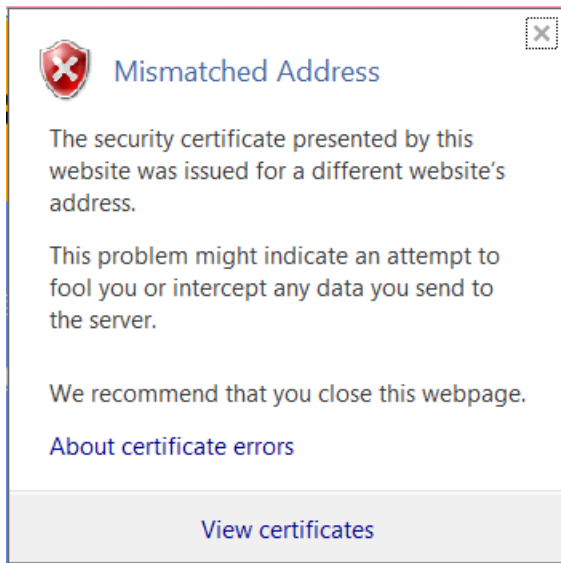 Mismatched Address
The security certificate presented by this
website was issued for a different website's
address.
This problem might indicate an attempt to
fool you or intercept any data you send to
the server.
We recommend that you close this webpage.
About certificate errors
View certificates